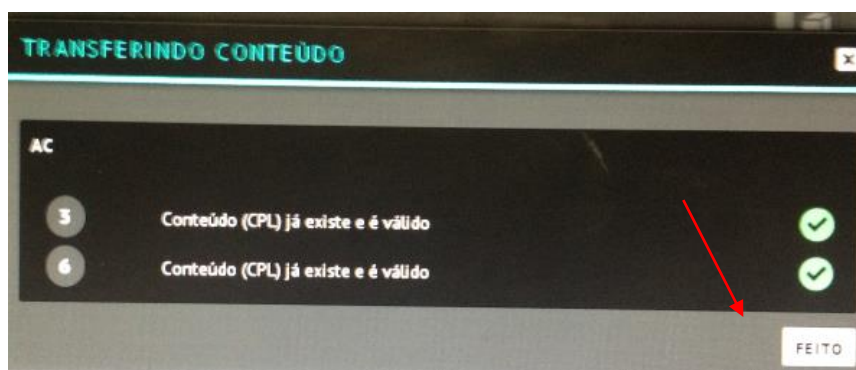 TRANSFERINDO CONTEÚDO
AC
3 Conteúdo (CPL) já existe e é válido
6 Conteúdo (CPL) já existe e é válido
FEITO